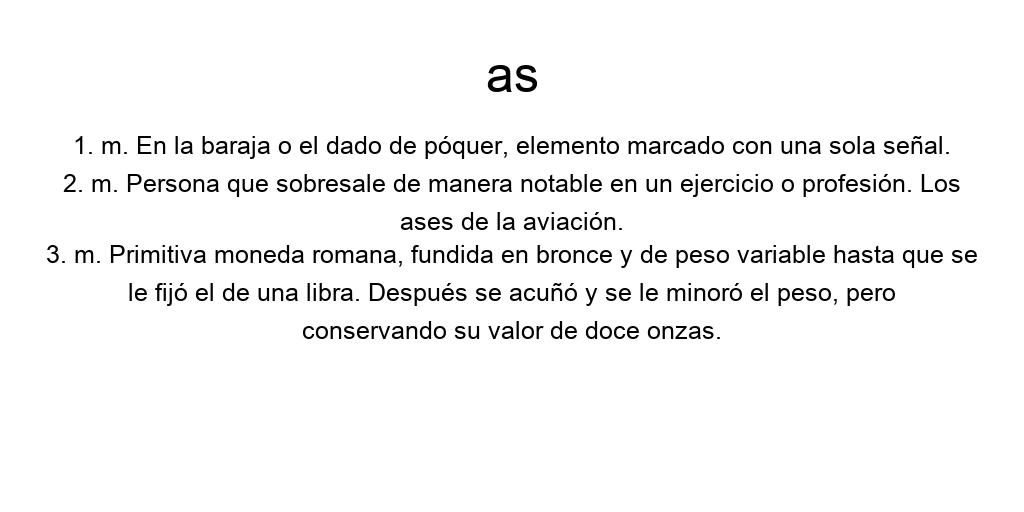 as
1. m. En la baraja o el dado de póquer, elemento marcado con una sola señal.
2. m. Persona que sobresale de manera notable en un ejercicio o profesión. Los
ases de la aviación.
3. m. Primitiva moneda romana, fundida en bronce y de peso variable hasta que se
le fijó el de una libra. Después se acuñó y se le minoró el peso, pero
conservando su valor de doce onzas.